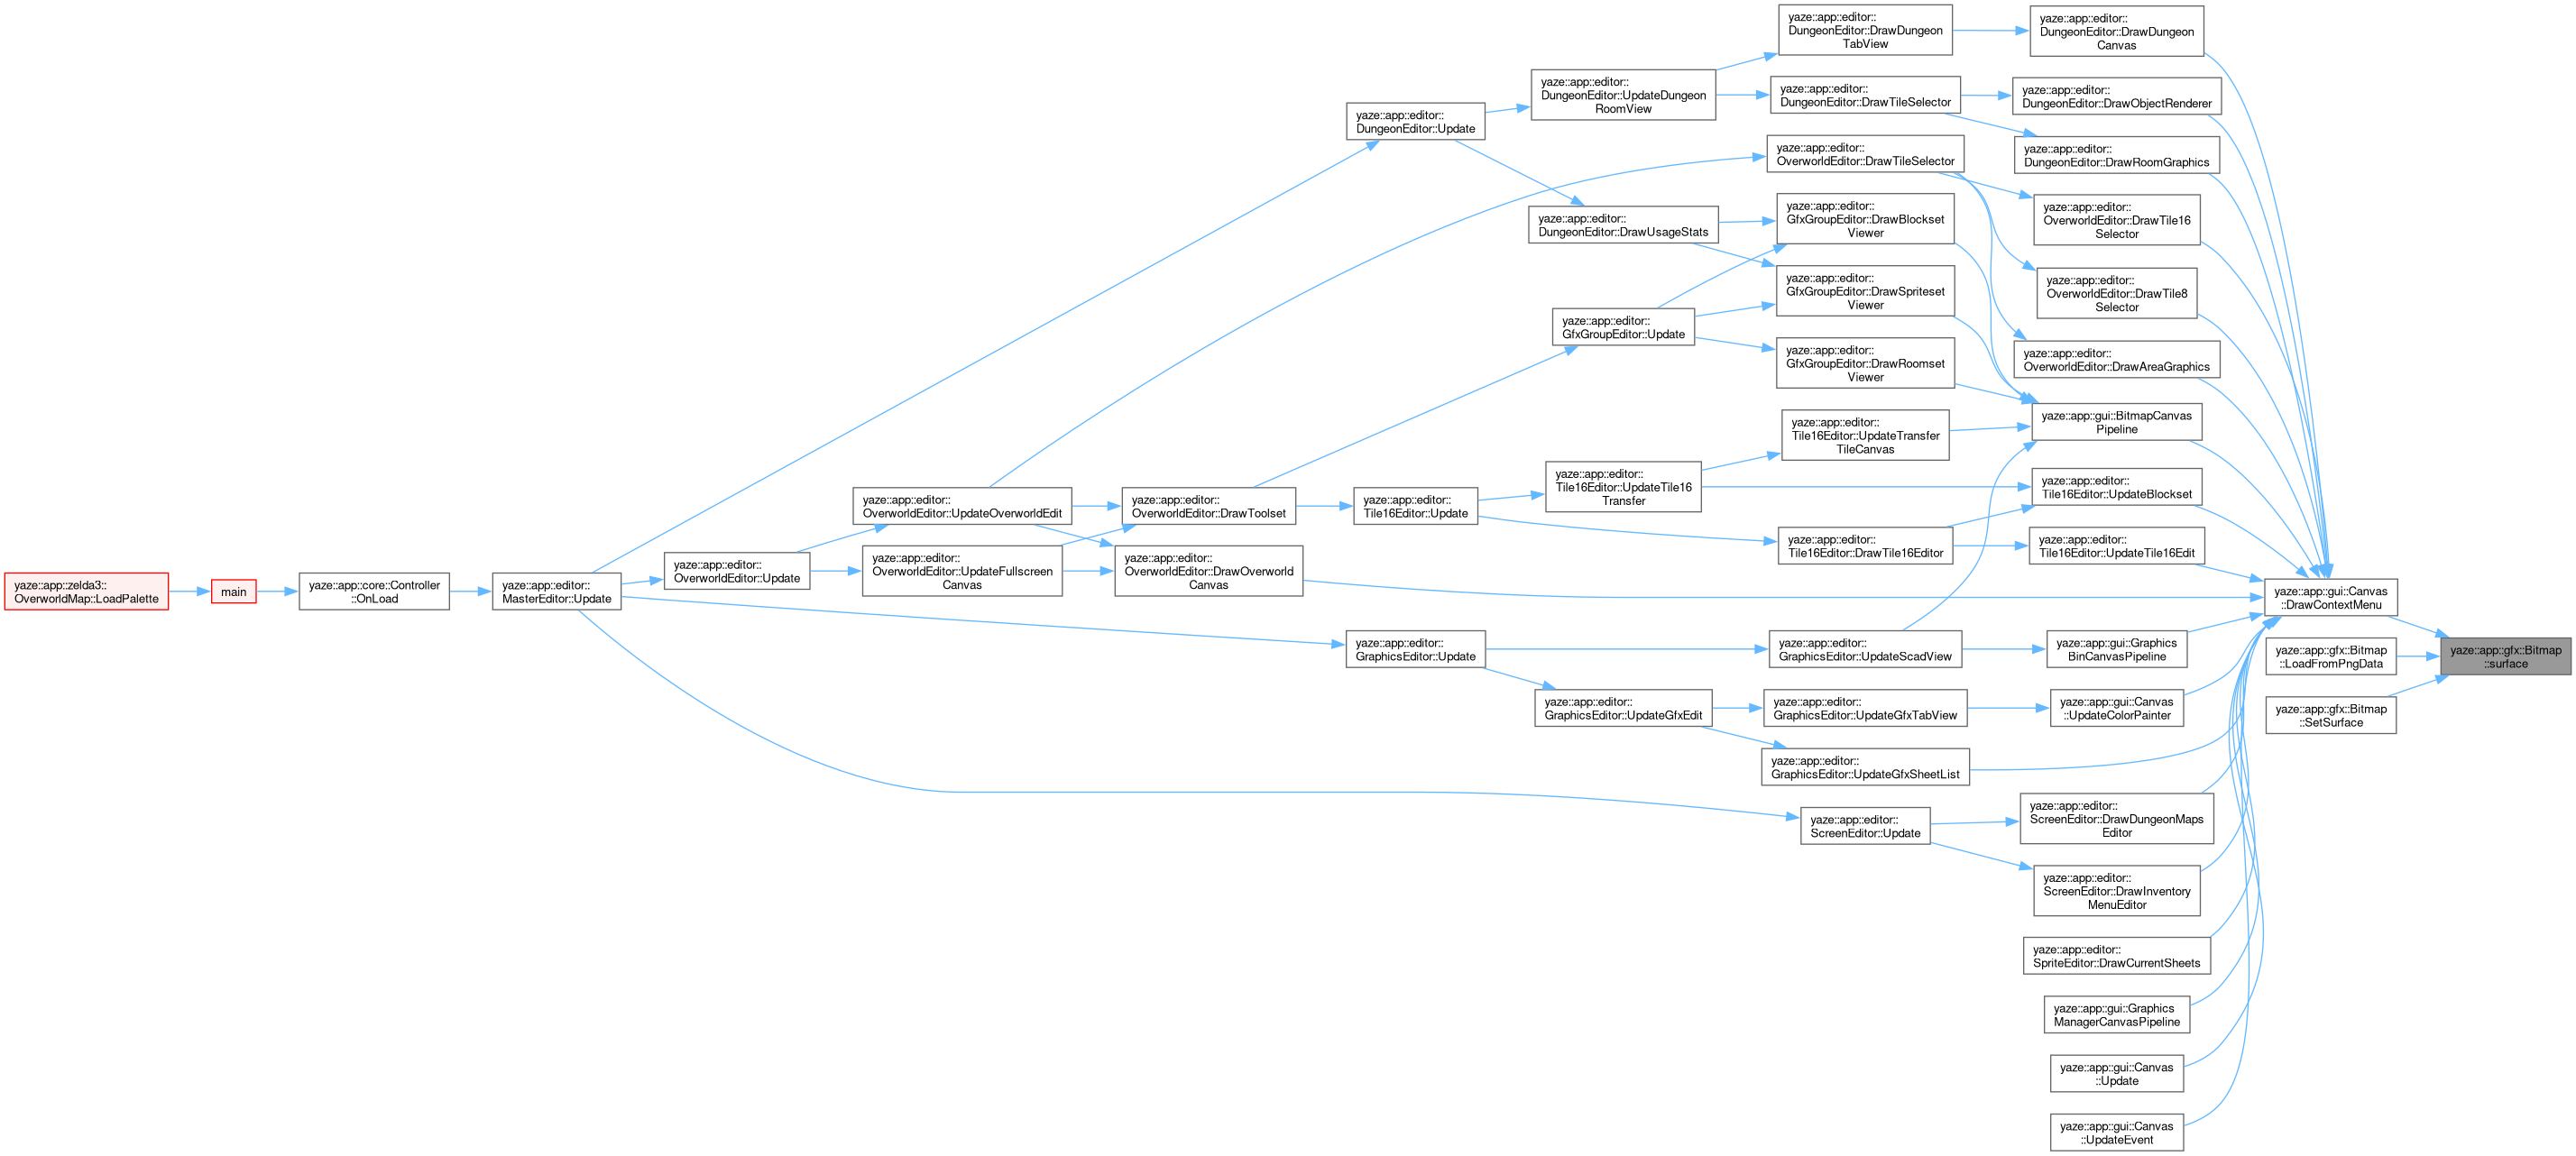 yaze::app::editor::
DungeonEditor::DrawDungeon
TabView
yaze::app::editor::
DungeonEditor::DrawDungeon
Canvas
yaze::app::editor::
DungeonEditor::UpdateDungeon
RoomView
yaze::app::editor::
DungeonEditor::DrawTileSelector
yaze::app::editor::
DungeonEditor::DrawObjectRenderer
yaze::app::editor::
DungeonEditor::Update
yaze::app::editor::
OverworldEditor::DrawTileSelector
yaze::app::editor::
DungeonEditor::DrawRoomGraphics
yaze::app::editor::
DungeonEditor::DrawUsageStats
yaze::app::editor::
GfxGroupEditor::DrawBlockset
Viewer
yaze::app::editor::
OverworldEditor::DrawTile16
Selector
yaze::app::editor::
GfxGroupEditor::DrawSpriteset
Viewer
yaze::app::editor::
OverworldEditor::DrawTile8
Selector
yaze::app::editor::
GfxGroupEditor::Update
yaze::app::editor::
GfxGroupEditor::DrawRoomset
Viewer
yaze::app::editor::
OverworldEditor::DrawAreaGraphics
yaze::app::editor::
Tile16Editor::UpdateTransfer
TileCanvas
yaze::app::gui::BitmapCanvas
Pipeline
yaze::app::editor::
OverworldEditor::UpdateOverworldEdit
yaze::app::editor::
OverworldEditor::DrawToolset
yaze::app::editor::
Tile16Editor::Update
yaze::app::editor::
Tile16Editor::UpdateTile16
Transfer
yaze::app::editor::
Tile16Editor::UpdateBlockset
yaze::app::editor::
Tile16Editor::DrawTile16Editor
yaze::app::editor::
Tile16Editor::UpdateTile16Edit
yaze::app::zelda3::
OverworldMap::LoadPalette
main
yaze::app::core::Controller
::OnLoad
yaze::app::editor::
MasterEditor::Update
yaze::app::editor::
OverworldEditor::Update
yaze::app::editor::
OverworldEditor::UpdateFullscreen
Canvas
yaze::app::editor::
OverworldEditor::DrawOverworld
Canvas
yaze::app::gui::Canvas
::DrawContextMenu
yaze::app::editor::
GraphicsEditor::Update
yaze::app::editor::
GraphicsEditor::UpdateScadView
yaze::app::gui::Graphics
BinCanvasPipeline
yaze::app::gfx::Bitmap
::LoadFromPngData
yaze::app::gfx::Bitmap
::surface
yaze::app::editor::
GraphicsEditor::UpdateGfxEdit
yaze::app::editor::
GraphicsEditor::UpdateGfxTabView
yaze::app::gui::Canvas
::UpdateColorPainter
yaze::app::gfx::Bitmap
::SetSurface
yaze::app::editor::
GraphicsEditor::UpdateGfxSheetList
yaze::app::editor::
ScreenEditor::Update
yaze::app::editor::
ScreenEditor::DrawDungeonMaps
Editor
yaze::app::editor::
ScreenEditor::DrawInventory
MenuEditor
yaze::app::editor::
SpriteEditor::DrawCurrentSheets
yaze::app::gui::Graphics
ManagerCanvasPipeline
yaze::app::gui::Canvas
::Update
yaze::app::gui::Canvas
::UpdateEvent